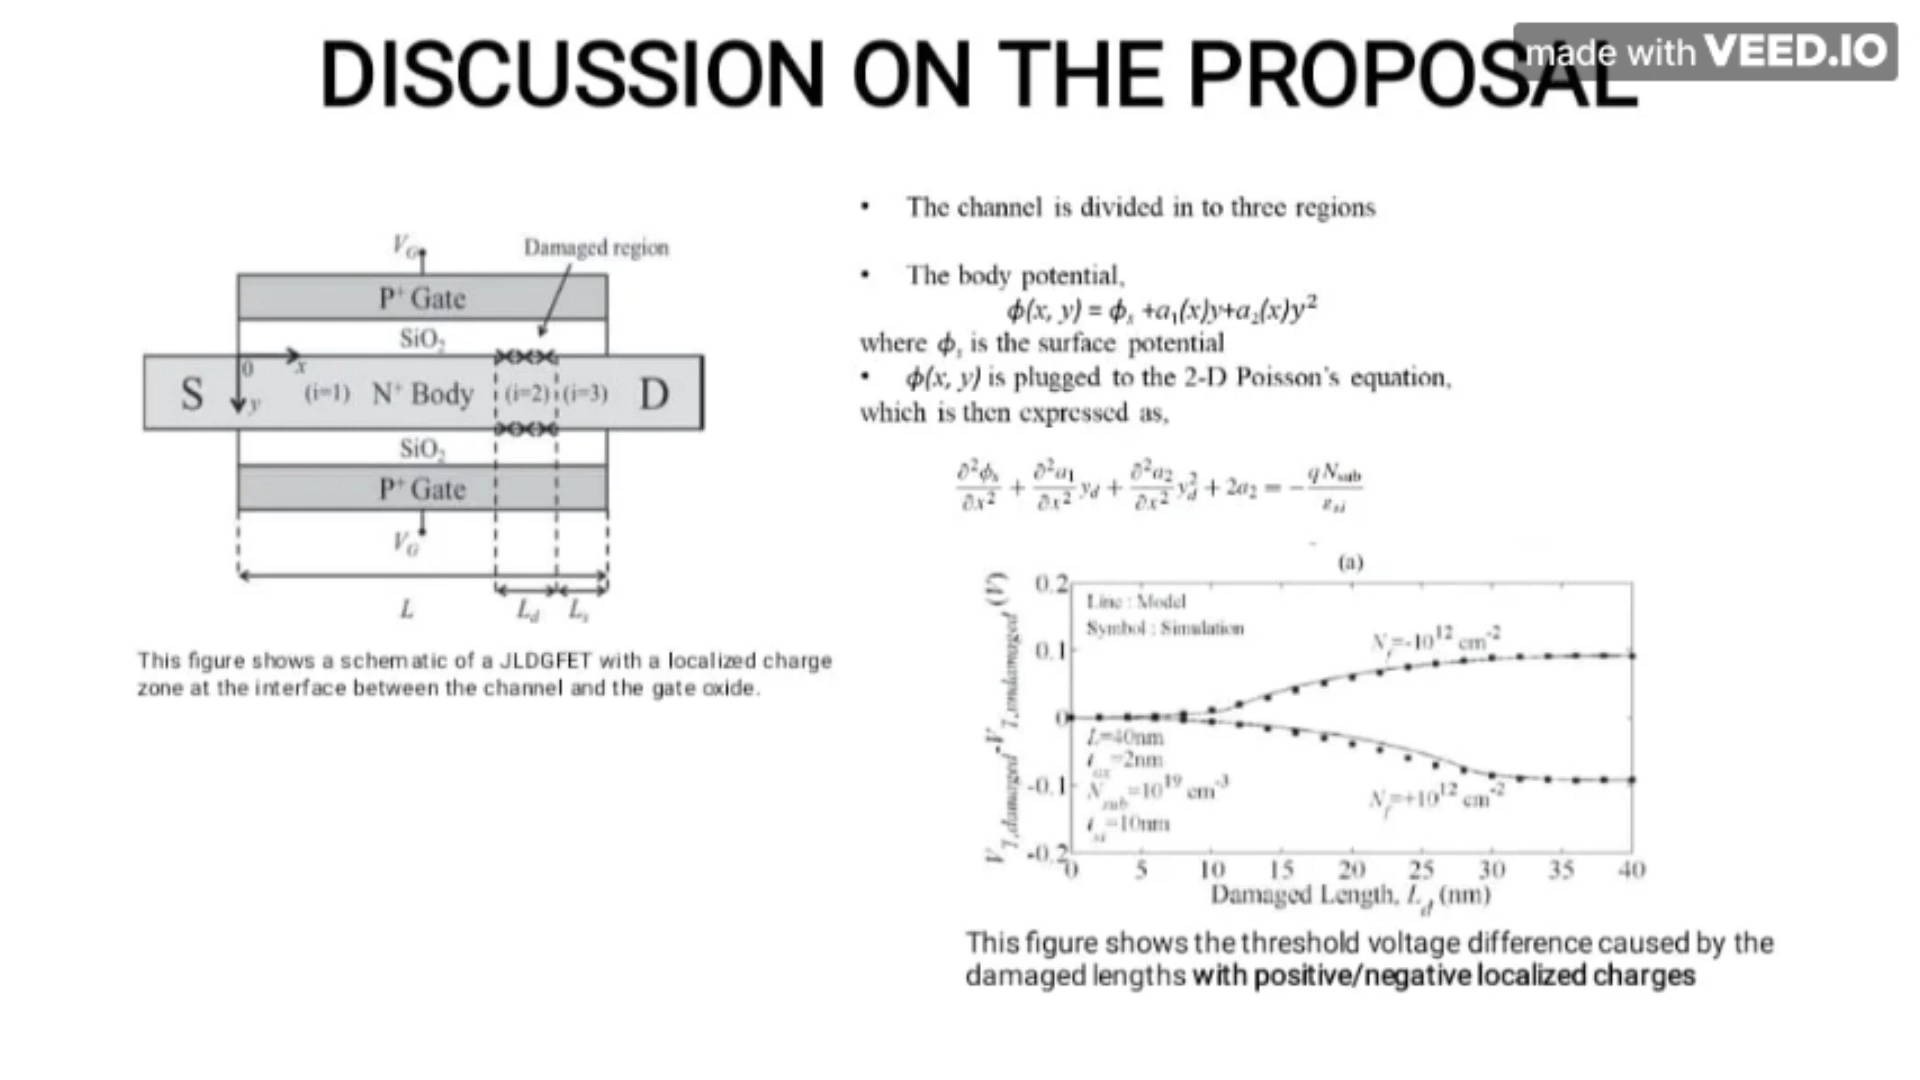 DISCUSSION ON THE PROPOSAL
made with VEED.IO
V_G
Damaged region
P⁺ Gate
SiO₂
0
x
S
y
(i=1) N⁺ Body (i=2) (i=3)
D
SiO₂
P⁺ Gate
V_G
L
L_d
L_s
This figure shows a schematic of a JLDGFET with a localized charge
zone at the interface between the channel and the gate oxide.
• The channel is divided in to three regions
• The body potential,
ϕ(x, y) = ϕₛ +a₁(x)y+a₂(x)y²
where ϕₛ is the surface potential
• ϕ(x, y) is plugged to the 2-D Poisson's equation,
which is then expressed as,
∂²ϕₛ/∂x² + ∂²a₁/∂x² y_d + ∂²a₂/∂x² y_d² + 2a₂ = − qN_sub/ε_si
(a)
V_T,damaged-V_T,undamaged (V)
0.2
0.1
0
-0.1
-0.2
Line : Model
Symbol : Simulation
N_f=-10¹² cm⁻²
L=40nm
t_ox=2nm
N_sub=10¹⁹ cm⁻³
t_si=10nm
N_f=+10¹² cm⁻²
0 5 10 15 20 25 30 35 40
Damaged Length, L_d (nm)
This figure shows the threshold voltage difference caused by the
damaged lengths with positive/negative localized charges